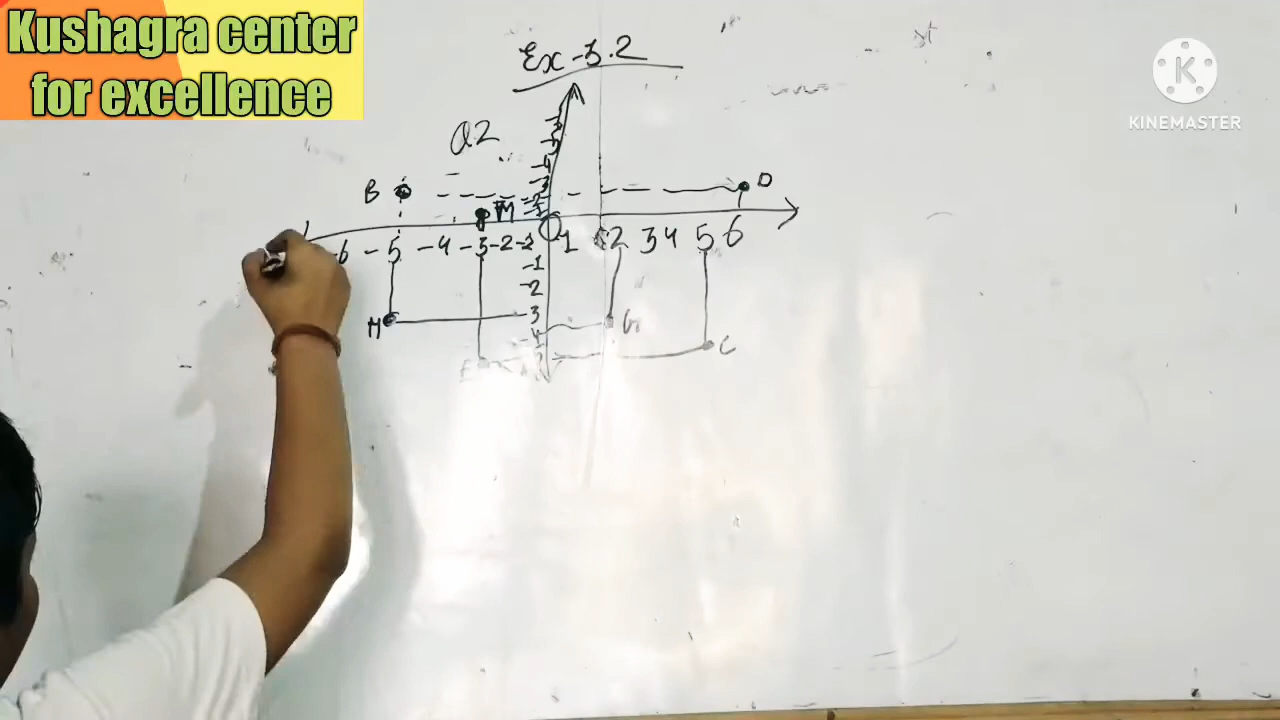 Kushagra center
for excellence
KINEMASTER
Ex-3.2
Q2
B
D
M
-6 -5 -4 -3 -2 -1 1 2 3 4 5 6
-1
-2
3
-4
H
G
E
C